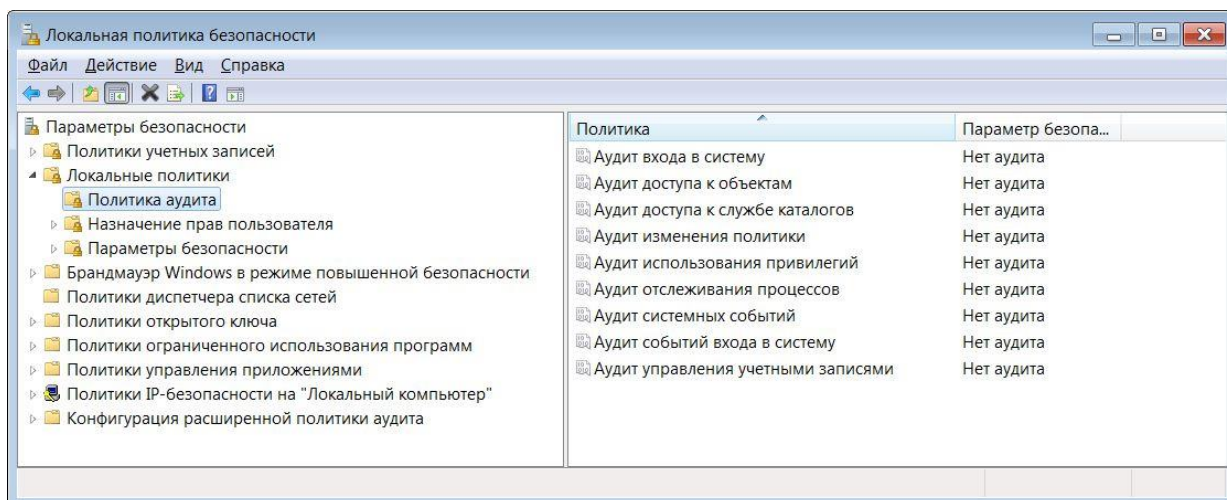 Локальная политика безопасности
Файл Действие Вид Справка
Параметры безопасности
Политики учетных записей
Локальные политики
Политика аудита
Назначение прав пользователя
Параметры безопасности
Брандмауэр Windows в режиме повышенной безопасности
Политики диспетчера списка сетей
Политики открытого ключа
Политики ограниченного использования программ
Политики управления приложениями
Политики IP-безопасности на "Локальный компьютер"
Конфигурация расширенной политики аудита
Политика Параметр безопа...
Аудит входа в систему Нет аудита
Аудит доступа к объектам Нет аудита
Аудит доступа к службе каталогов Нет аудита
Аудит изменения политики Нет аудита
Аудит использования привилегий Нет аудита
Аудит отслеживания процессов Нет аудита
Аудит системных событий Нет аудита
Аудит событий входа в систему Нет аудита
Аудит управления учетными записями Нет аудита